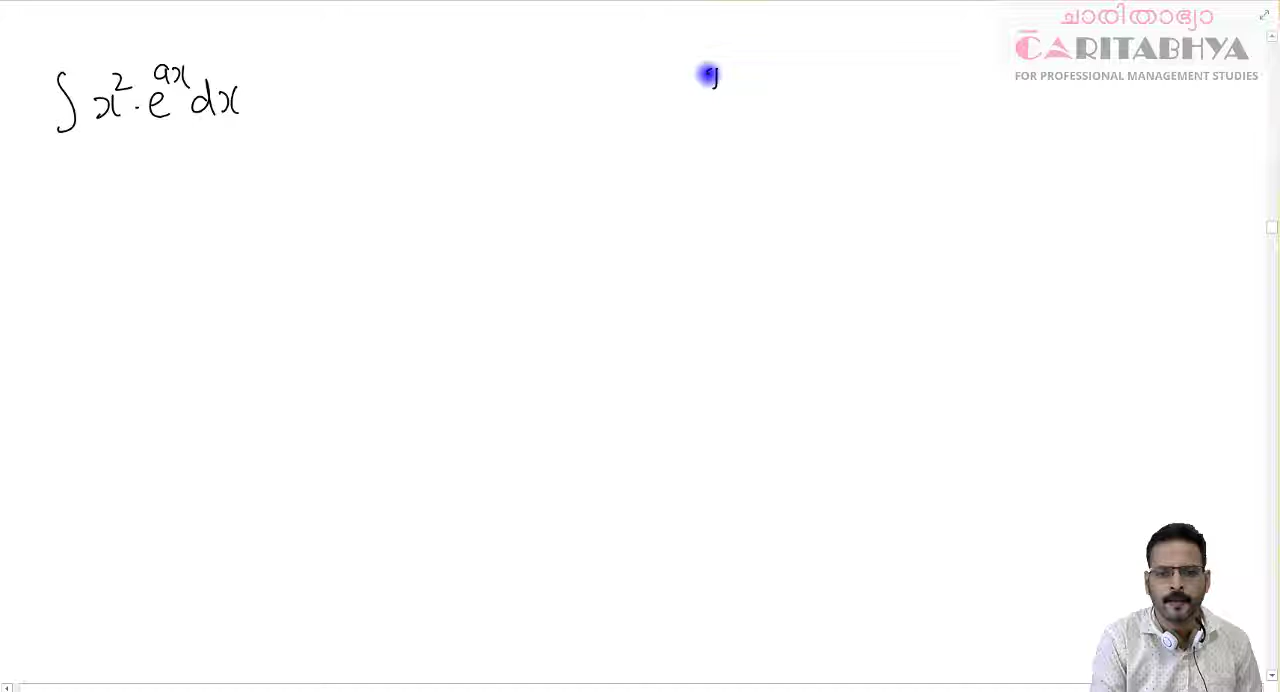 ∫ x² · e^{ax} dx
ചാരിതാഭ്യാ
CARITABHYA
FOR PROFESSIONAL MANAGEMENT STUDIES